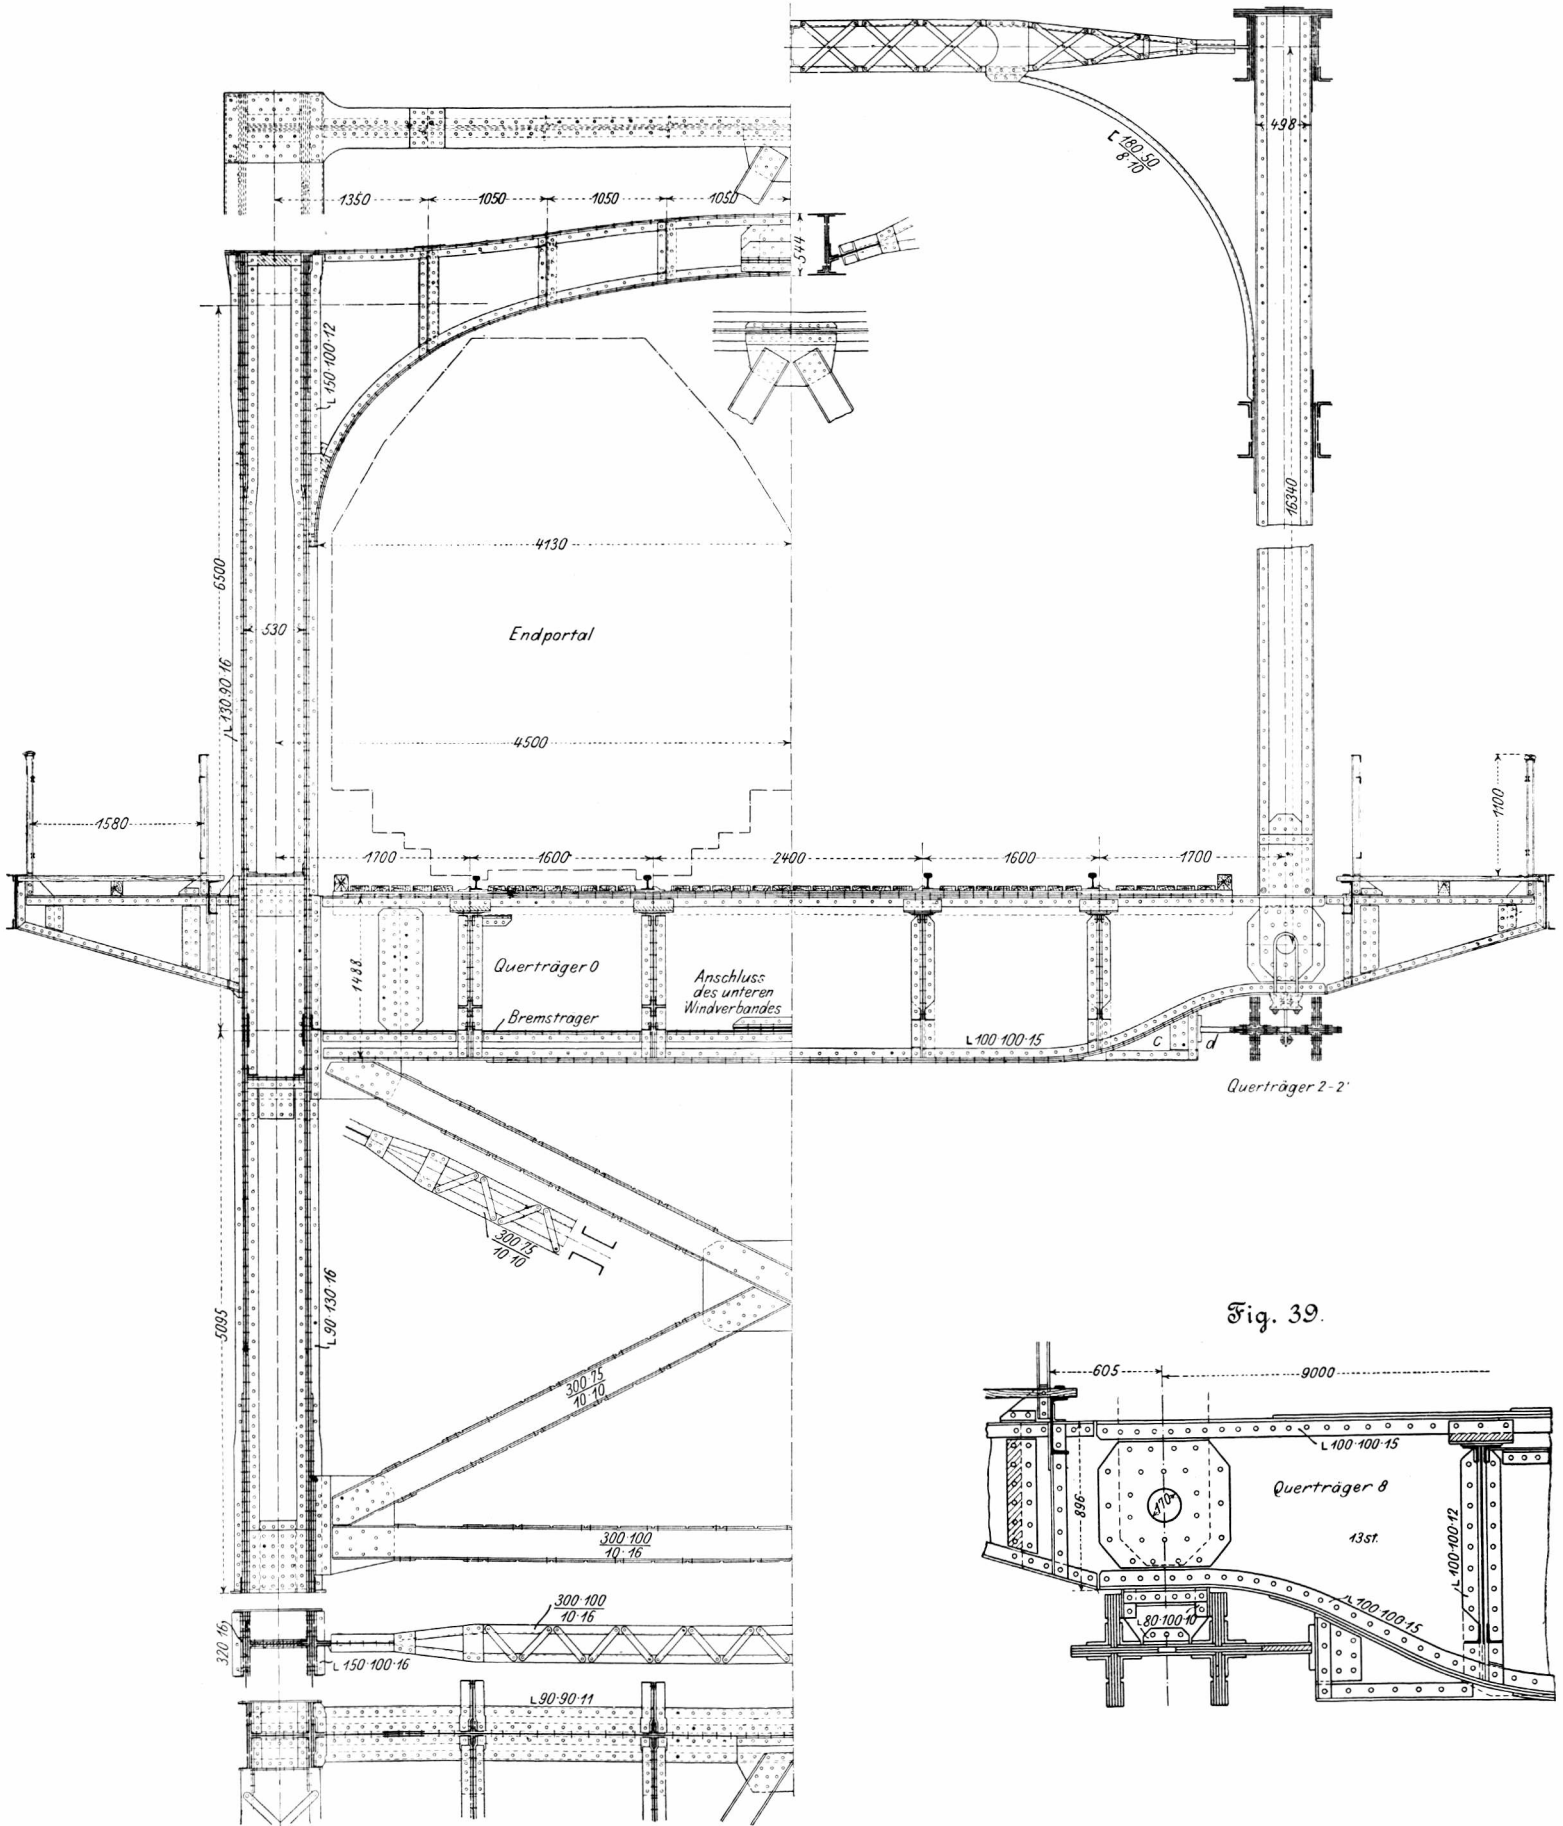 498
[ 180·50
8·10
1350
1050
1050
1050
544
L 150·100·12
16340
4130
6500
530
Endportal
L 130·90·16
4500
1580
1100
1700
1600
2400
1600
1700
1488
Querträger 0
Anschluss
des unteren
Windverbandes
Bremsträger
L 100·100·15
c
d
Querträger 2-2'
300·75
10·10
5095
L 90·130·16
Fig. 39.
300·75
10·10
605
9000
L 100·100·15
896
170
Querträger 8
13st.
L 100·100·12
L 100·100·15
L 80·100·10
300·100
10·16
300·100
10·16
320·16
L 150·100·16
L 90·90·11